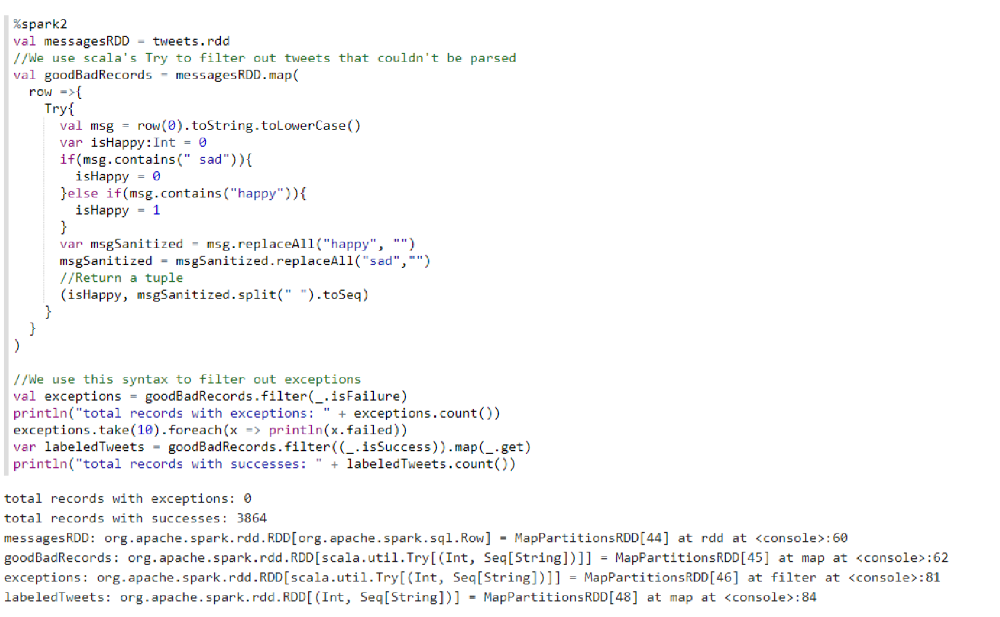 %spark2
val messagesRDD = tweets.rdd
//We use scala's Try to filter out tweets that couldn't be parsed
val goodBadRecords = messagesRDD.map(
  row =>{
    Try{
      val msg = row(0).toString.toLowerCase()
      var isHappy:Int = 0
      if(msg.contains(" sad")){
        isHappy = 0
      }else if(msg.contains("happy")){
        isHappy = 1
      }
      var msgSanitized = msg.replaceAll("happy", "")
      msgSanitized = msgSanitized.replaceAll("sad","")
      //Return a tuple
      (isHappy, msgSanitized.split(" ").toSeq)
    }
  }
)

//We use this syntax to filter out exceptions
val exceptions = goodBadRecords.filter(_.isFailure)
println("total records with exceptions: " + exceptions.count())
exceptions.take(10).foreach(x => println(x.failed))
var labeledTweets = goodBadRecords.filter((_.isSuccess)).map(_.get)
println("total records with successes: " + labeledTweets.count())

total records with exceptions: 0
total records with successes: 3864
messagesRDD: org.apache.spark.rdd.RDD[org.apache.spark.sql.Row] = MapPartitionsRDD[44] at rdd at <console>:60
goodBadRecords: org.apache.spark.rdd.RDD[scala.util.Try[(Int, Seq[String])]] = MapPartitionsRDD[45] at map at <console>:62
exceptions: org.apache.spark.rdd.RDD[scala.util.Try[(Int, Seq[String])]] = MapPartitionsRDD[46] at filter at <console>:81
labeledTweets: org.apache.spark.rdd.RDD[(Int, Seq[String])] = MapPartitionsRDD[48] at map at <console>:84